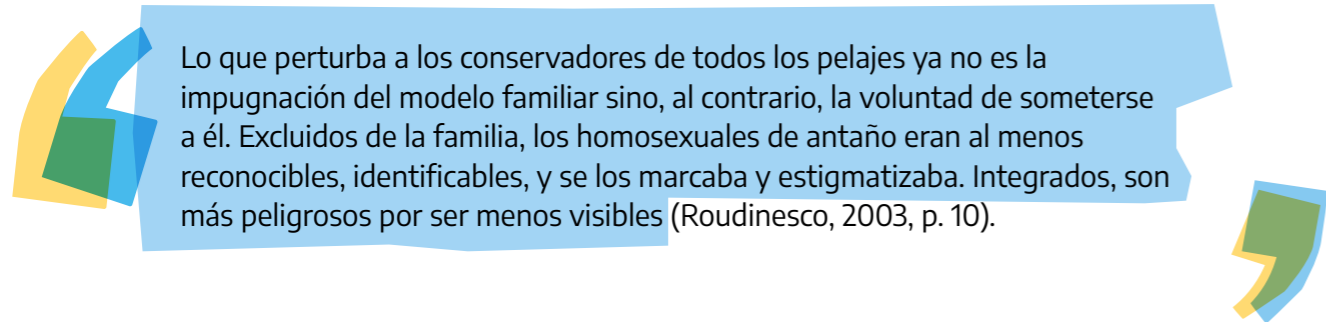 Lo que perturba a los conservadores de todos los pelajes ya no es la
impugnación del modelo familiar sino, al contrario, la voluntad de someterse
a él. Excluidos de la familia, los homosexuales de antaño eran al menos
reconocibles, identificables, y se los marcaba y estigmatizaba. Integrados, son
más peligrosos por ser menos visibles (Roudinesco, 2003, p. 10).